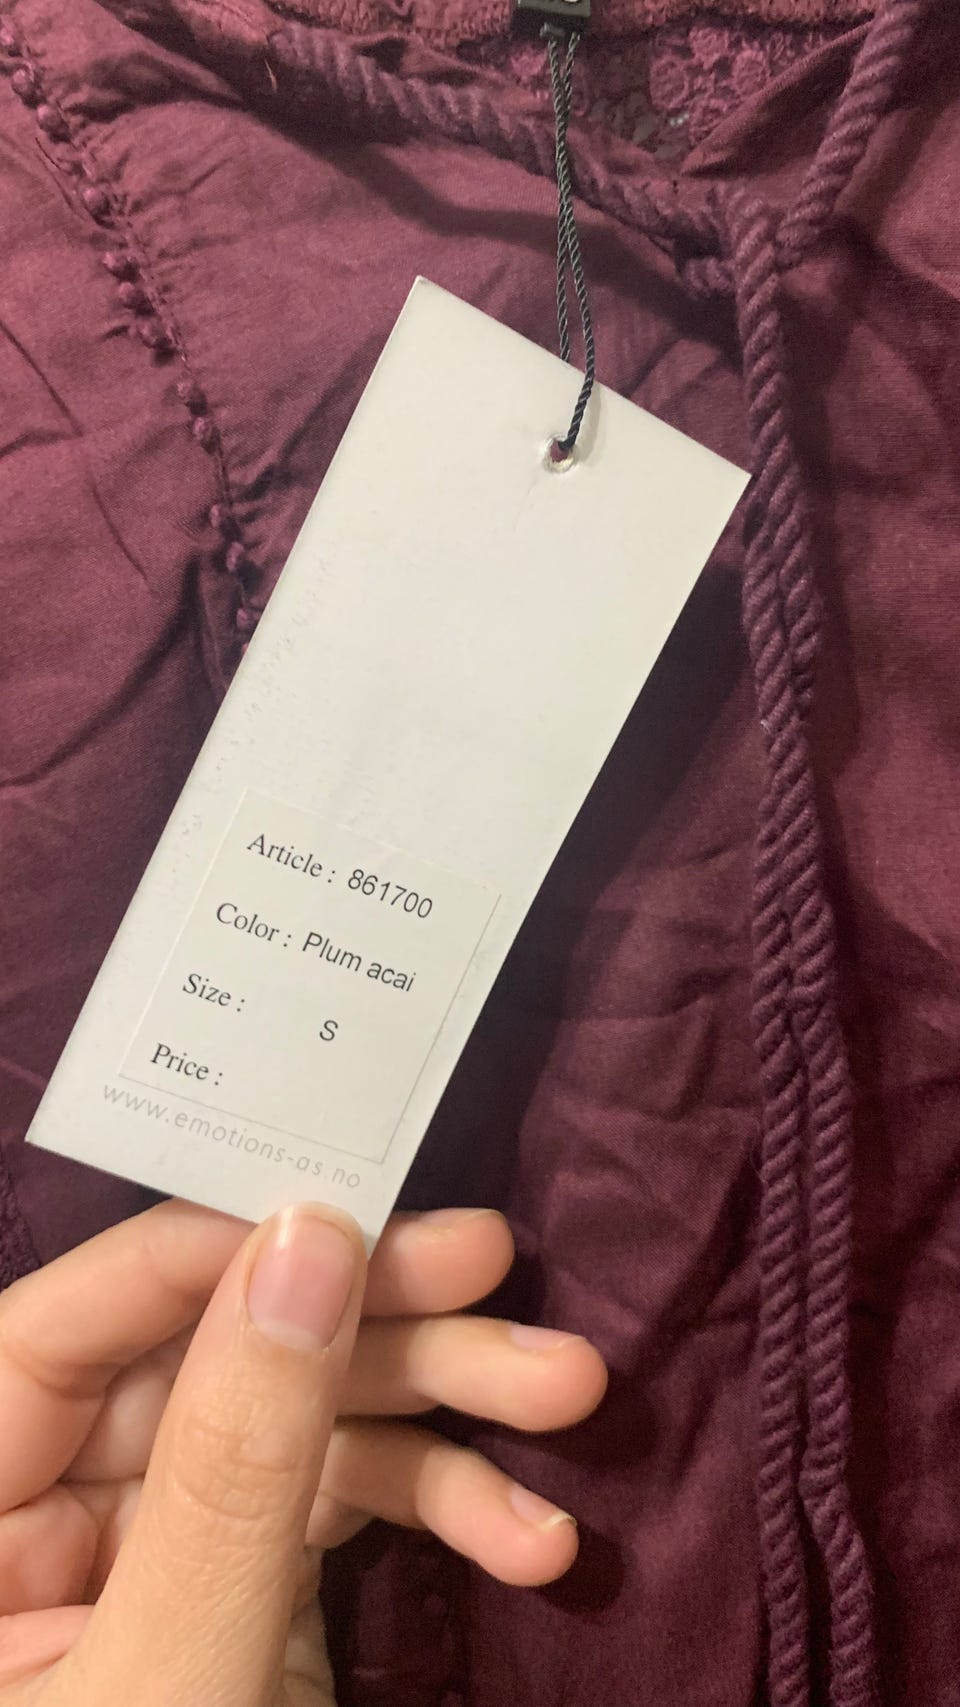 Article : 861700
Color : Plum acai
Size : S
Price :
www.emotions-as.no